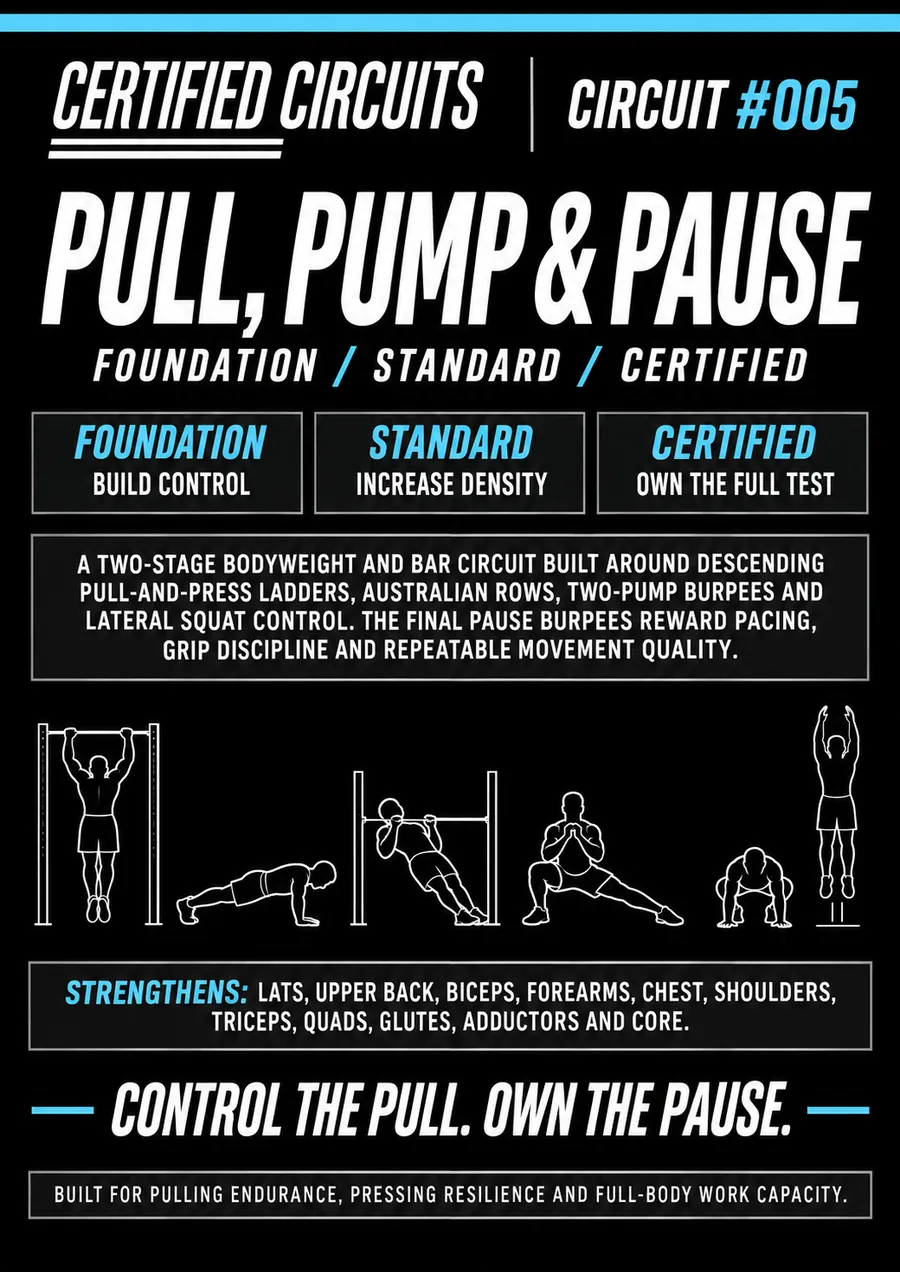 CERTIFIED CIRCUITS
CIRCUIT #005
PULL, PUMP & PAUSE
FOUNDATION / STANDARD / CERTIFIED
FOUNDATION
BUILD CONTROL
STANDARD
INCREASE DENSITY
CERTIFIED
OWN THE FULL TEST
A TWO-STAGE BODYWEIGHT AND BAR CIRCUIT BUILT AROUND DESCENDING
PULL-AND-PRESS LADDERS, AUSTRALIAN ROWS, TWO-PUMP BURPEES AND
LATERAL SQUAT CONTROL. THE FINAL PAUSE BURPEES REWARD PACING,
GRIP DISCIPLINE AND REPEATABLE MOVEMENT QUALITY.
STRENGTHENS: LATS, UPPER BACK, BICEPS, FOREARMS, CHEST, SHOULDERS,
TRICEPS, QUADS, GLUTES, ADDUCTORS AND CORE.
CONTROL THE PULL. OWN THE PAUSE.
BUILT FOR PULLING ENDURANCE, PRESSING RESILIENCE AND FULL-BODY WORK CAPACITY.